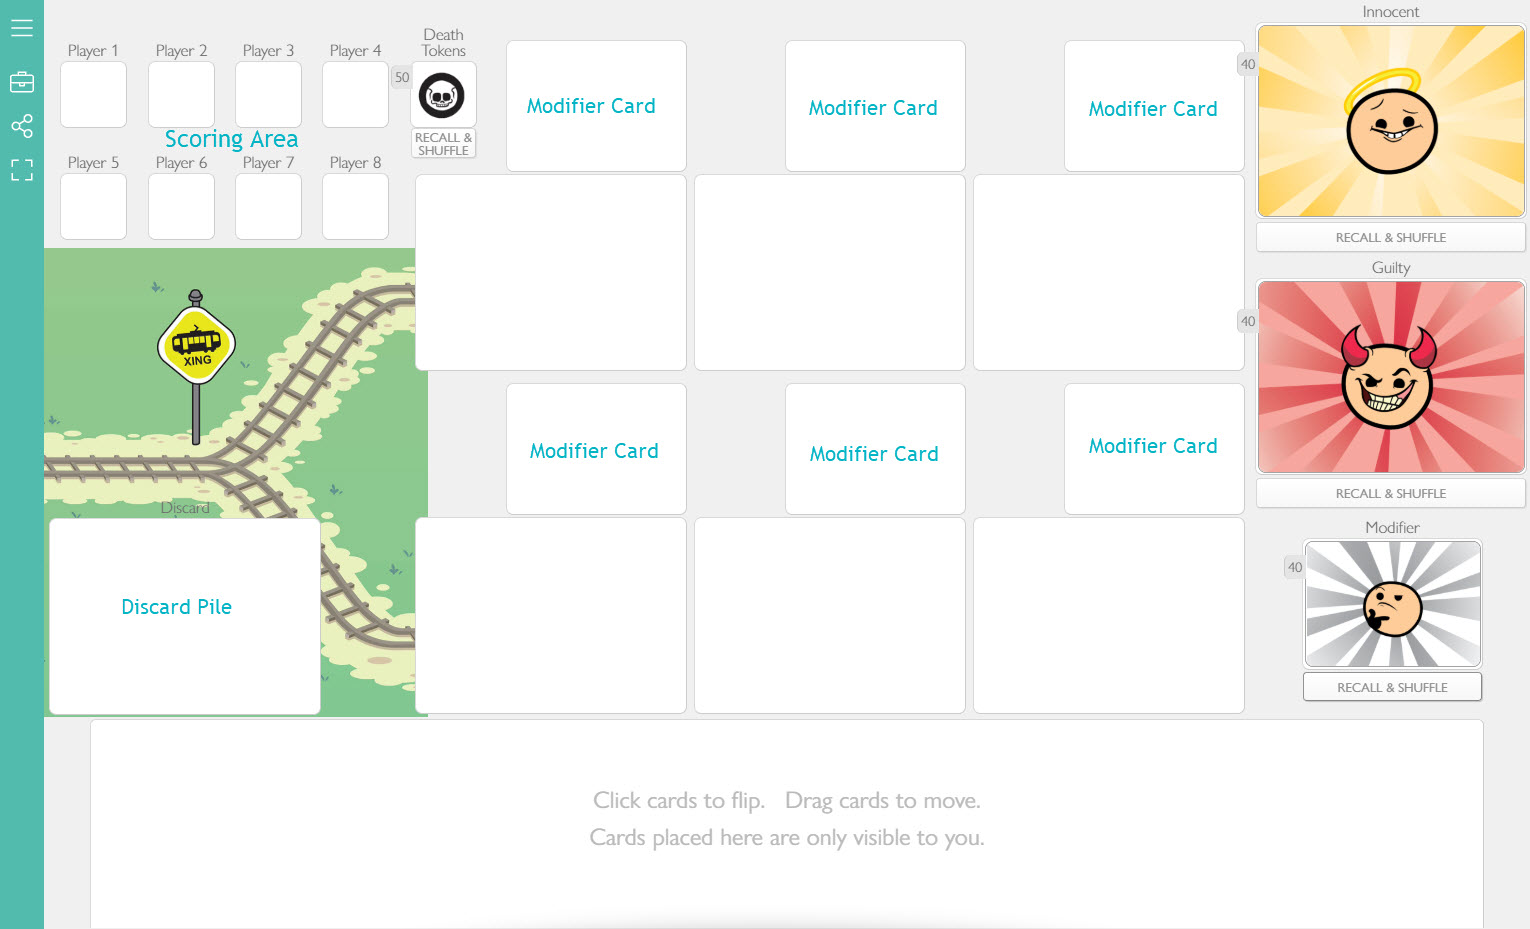 Player 1
Player 2
Player 3
Player 4
Death
Tokens
50
RECALL &
SHUFFLE
Scoring Area
Player 5
Player 6
Player 7
Player 8
Modifier Card
Modifier Card
Modifier Card
Innocent
40
RECALL & SHUFFLE
Guilty
40
RECALL & SHUFFLE
XING
Modifier Card
Modifier Card
Modifier Card
Discard
Discard Pile
Modifier
40
RECALL & SHUFFLE
Click cards to flip. Drag cards to move.
Cards placed here are only visible to you.